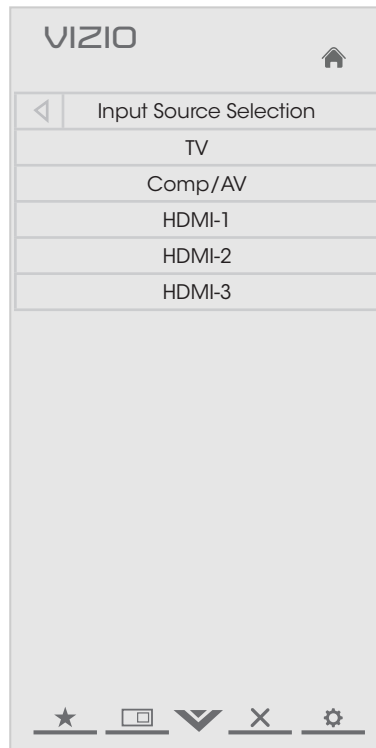 VIZIO
Input Source Selection
TV
Comp/AV
HDMI-1
HDMI-2
HDMI-3